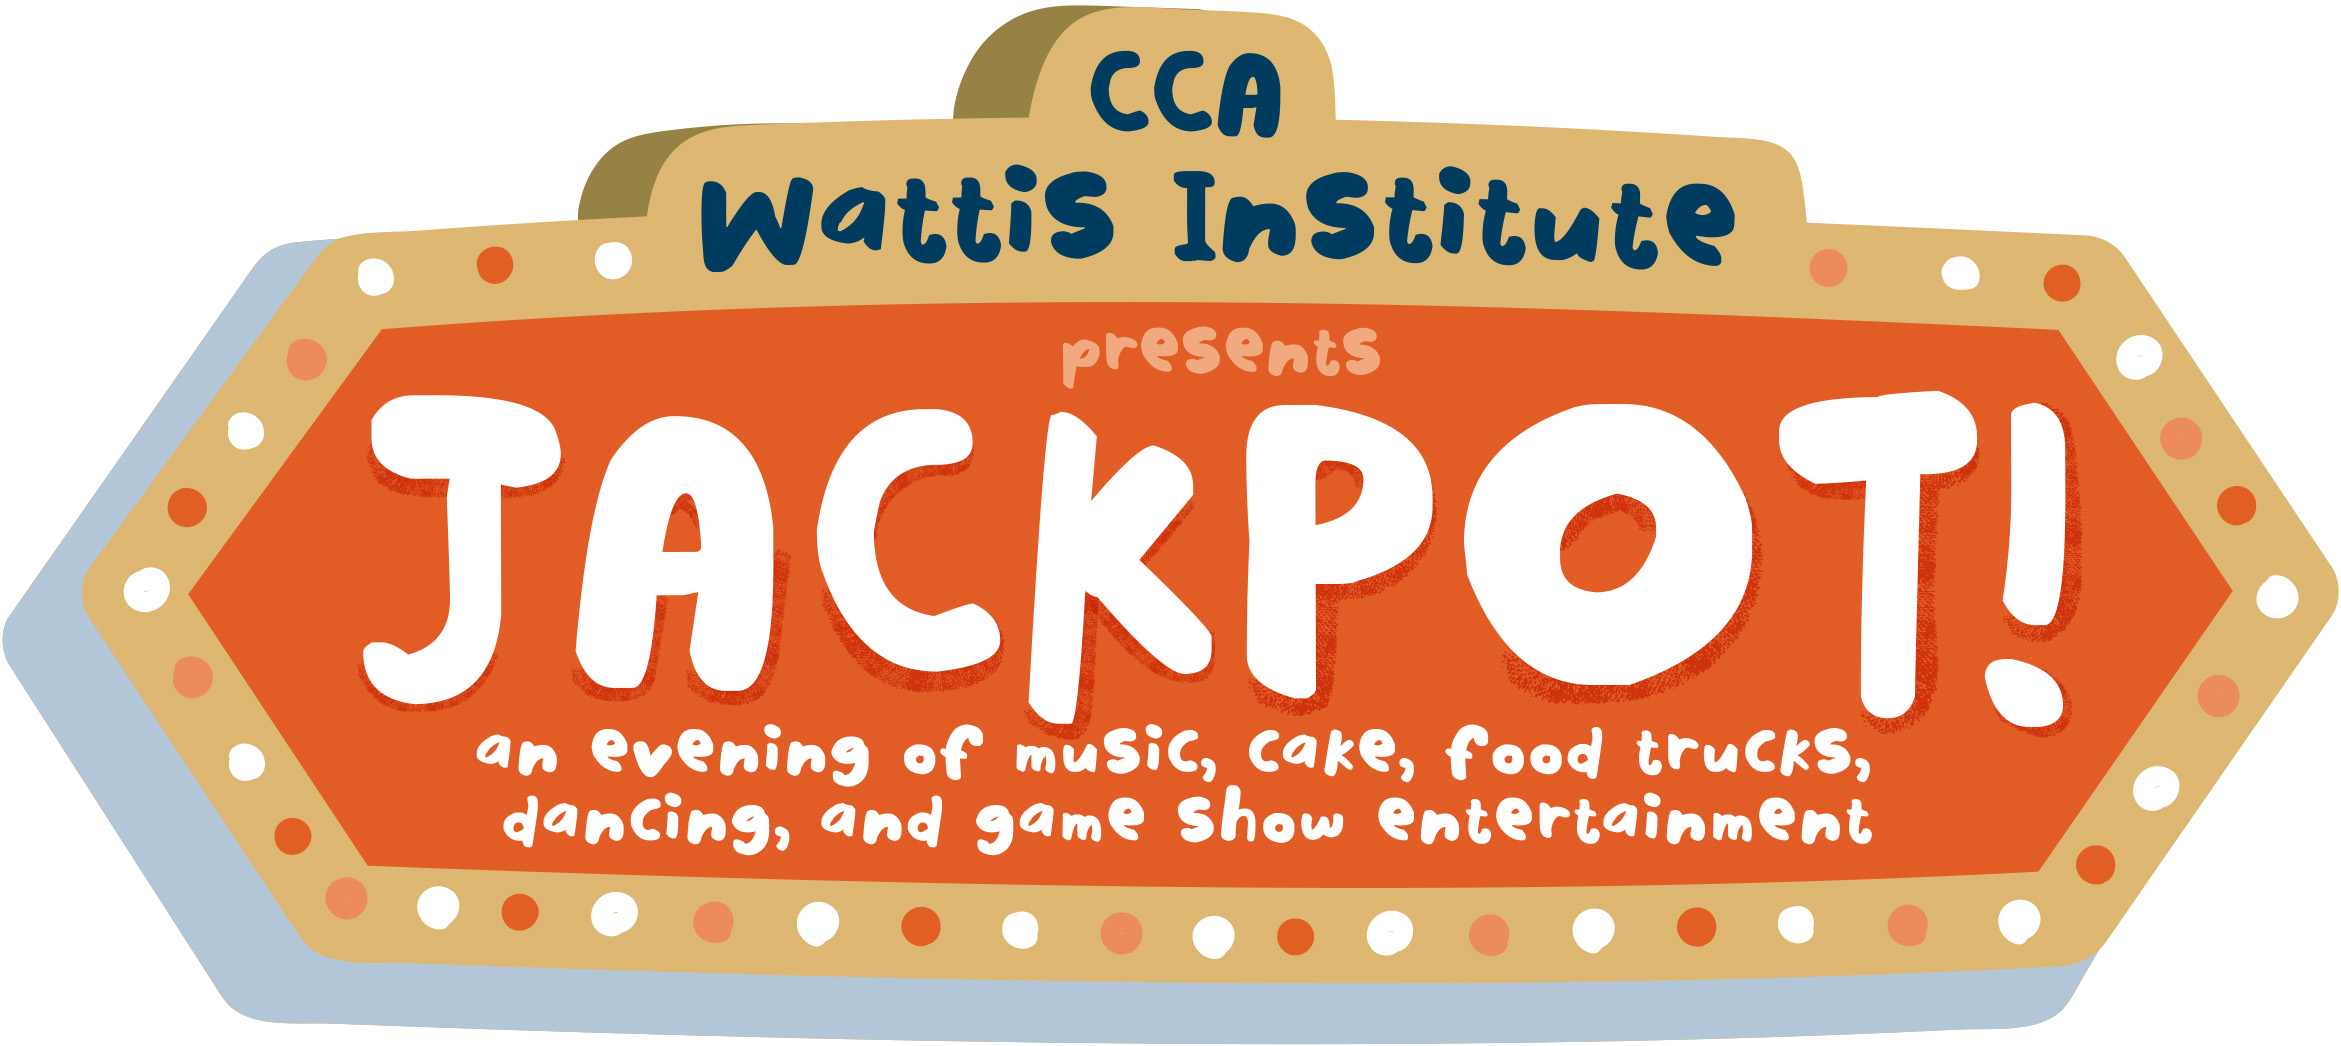 CCA
Wattis Institute
presents
JACKPOT!
an evening of music, cake, food trucks,
dancing, and game show entertainment